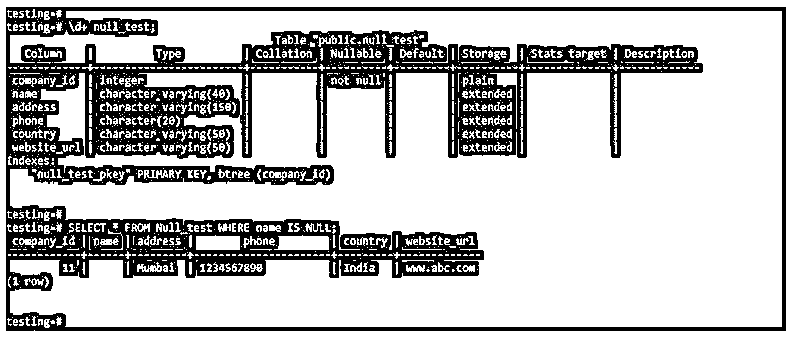 testing=#
testing=# \d+ null_test;
Table "public.null_test"
Column | Type | Collation | Nullable | Default | Storage | Stats target | Description
company_id | integer | | not null | | plain | |
name | character varying(40) | | | | extended | |
address | character varying(150) | | | | extended | |
phone | character(20) | | | | extended | |
country | character varying(50) | | | | extended | |
website_url | character varying(50) | | | | extended | |
Indexes:
"null_test_pkey" PRIMARY KEY, btree (company_id)
testing=#
testing=# SELECT * FROM Null_test WHERE name IS NULL;
company_id | name | address | phone | country | website_url
11 | | Mumbai | 1234567890 | India | www.abc.com
(1 row)
testing=#